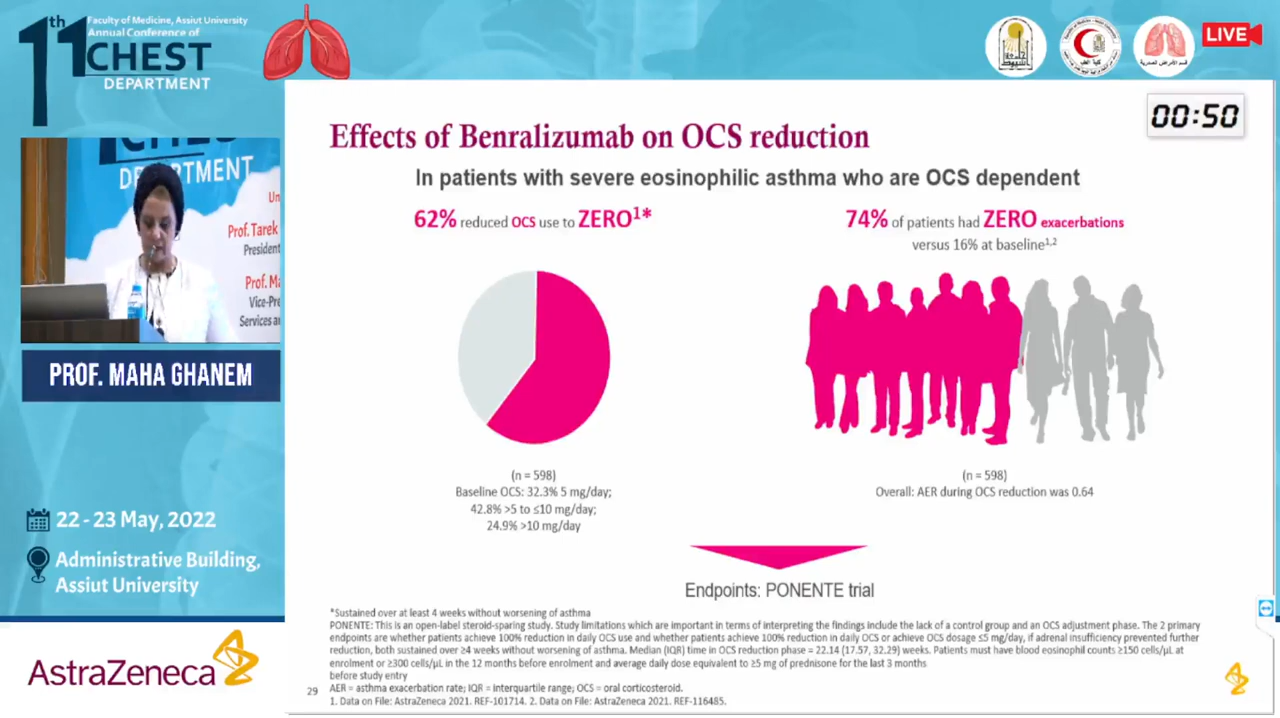 11th
Faculty of Medicine, Assiut University
Annual Conference of
CHEST
DEPARTMENT
LIVE
قسم الأمراض الصدرية
00:50
DEPARTMENT
Prof. Tarek
President
Prof. Ma
Vice-Pre
Services a
PROF. MAHA GHANEM
22 - 23 May, 2022
Administrative Building,
Assiut University
AstraZeneca
Effects of Benralizumab on OCS reduction
In patients with severe eosinophilic asthma who are OCS dependent
62% reduced OCS use to ZERO1*
74% of patients had ZERO exacerbations
versus 16% at baseline1,2
(n = 598)
Baseline OCS: 32.3% 5 mg/day;
42.8% >5 to ≤10 mg/day;
24.9% >10 mg/day
(n = 598)
Overall: AER during OCS reduction was 0.64
Endpoints: PONENTE trial
*Sustained over at least 4 weeks without worsening of asthma
PONENTE: This is an open-label steroid-sparing study. Study limitations which are important in terms of interpreting the findings include the lack of a control group and an OCS adjustment phase. The 2 primary
endpoints are whether patients achieve 100% reduction in daily OCS use and whether patients achieve 100% reduction in daily OCS or achieve OCS dosage ≤5 mg/day, if adrenal insufficiency prevented further
reduction, both sustained over ≥4 weeks without worsening of asthma. Median (IQR) time in OCS reduction phase = 22.14 (17.57, 32.29) weeks. Patients must have blood eosinophil counts ≥150 cells/μL at
enrolment or ≥300 cells/μL in the 12 months before enrolment and average daily dose equivalent to ≥5 mg of prednisone for the last 3 months
before study entry
AER = asthma exacerbation rate; IQR = interquartile range; OCS = oral corticosteroid.
1. Data on File: AstraZeneca 2021. REF-101714. 2. Data on File: AstraZeneca 2021. REF-116485.
29